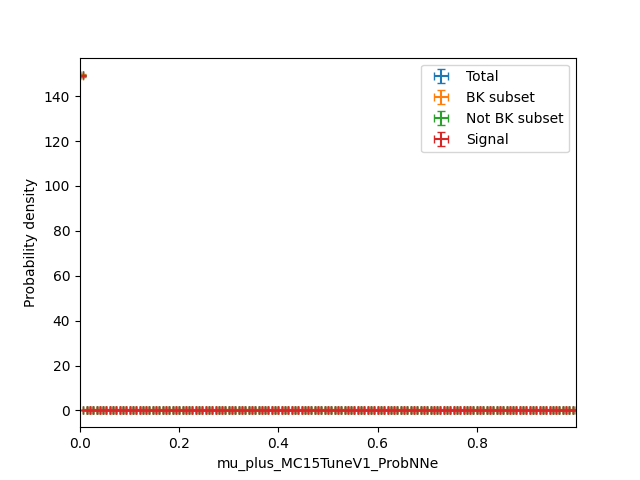 Total
BK subset
Not BK subset
Signal
Probability density
140
120
100
80
60
40
20
0
0.0 0.2 0.4 0.6 0.8
mu_plus_MC15TuneV1_ProbNNe